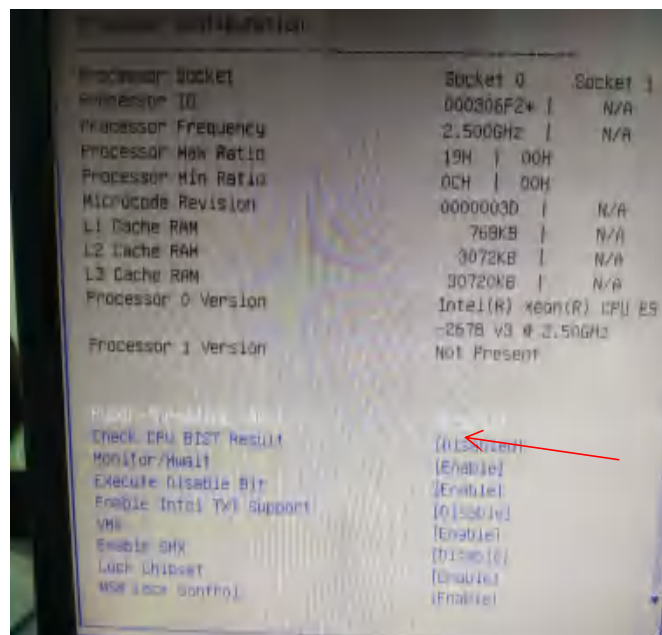 Processor Configuration
Processor Socket Socket 0 Socket 1
Processor ID 000306F2* | N/A
Processor Frequency 2.500GHz | N/A
Processor Max Ratio 19H | 00H
Processor Min Ratio 0CH | 00H
Microcode Revision 0000003D | N/A
L1 Cache RAM 768KB | N/A
L2 Cache RAM 3072KB | N/A
L3 Cache RAM 30720KB | N/A
Processor 0 Version Intel(R) Xeon(R) CPU E5
-2678 v3 @ 2.50GHz
Processor 1 Version Not Present
Check CPU BIST Result [Disabled]
Monitor/Mwait [Enable]
Execute Disable Bit [Enable]
Enable Intel TXT Support [Disable]
VMX [Enable]
Enable SMX [Disable]
Lock Chipset [Enable]
MSR Lock Control [Enable]